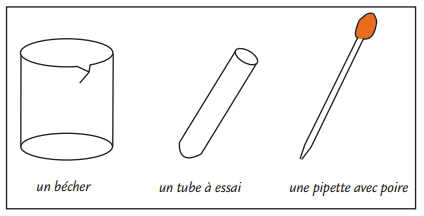 un bécher
un tube à essai
une pipette avec poire